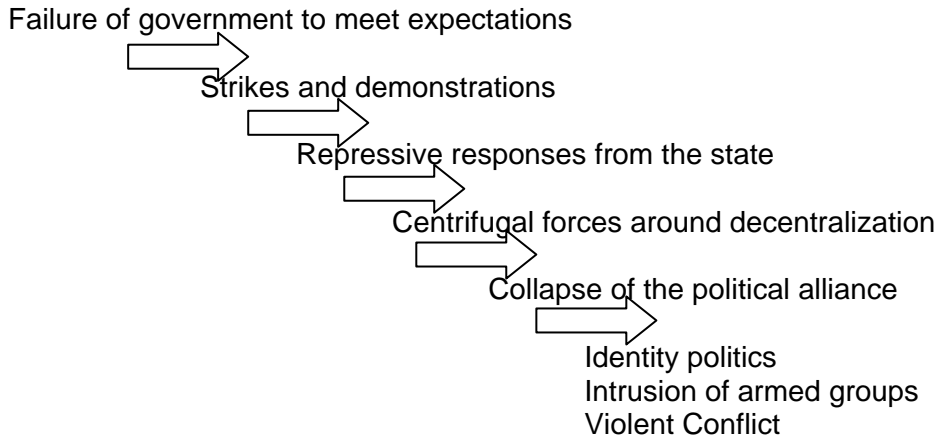 Failure of government to meet expectations
Strikes and demonstrations
Repressive responses from the state
Centrifugal forces around decentralization
Collapse of the political alliance
Identity politics
Intrusion of armed groups
Violent Conflict